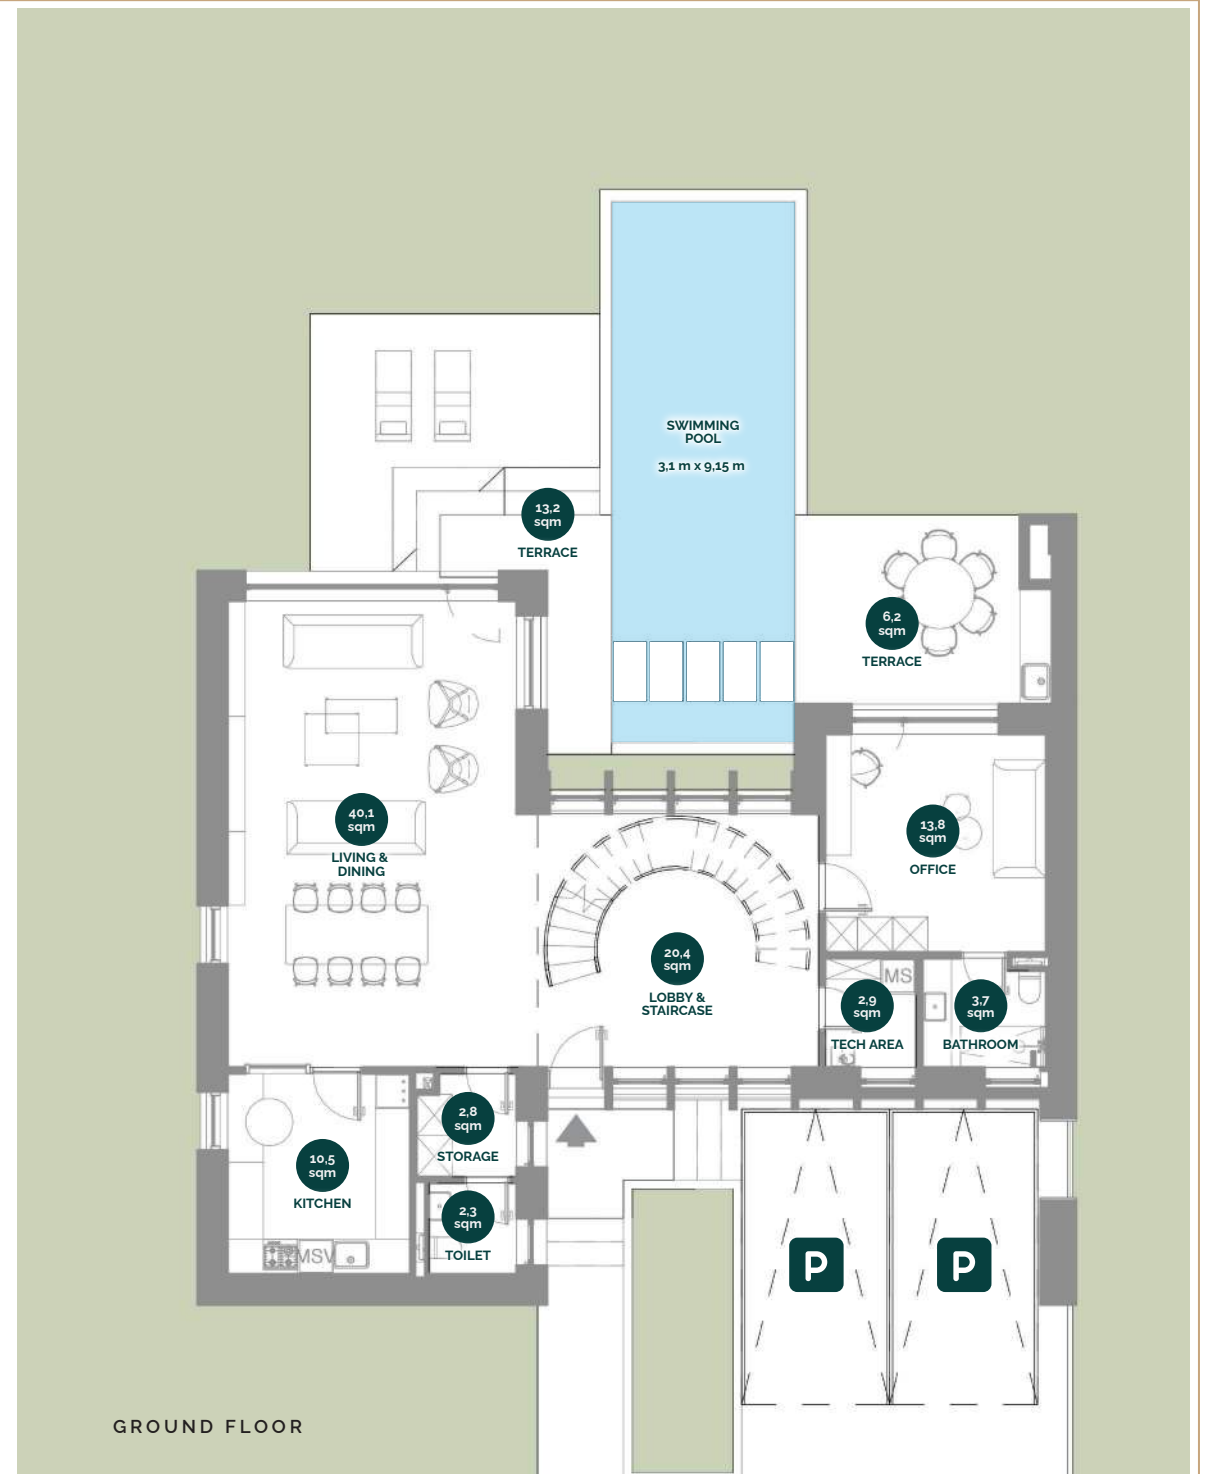 SWIMMING
POOL
3,1 m x 9,15 m
13,2
sqm
TERRACE
6,2
sqm
TERRACE
40,1
sqm
LIVING &
DINING
13,8
sqm
OFFICE
20,4
sqm
LOBBY &
STAIRCASE
MS
2,9
sqm
TECH AREA
3,7
sqm
BATHROOM
2,8
sqm
STORAGE
10,5
sqm
KITCHEN
2,3
sqm
TOILET
MSV
P
P
GROUND FLOOR